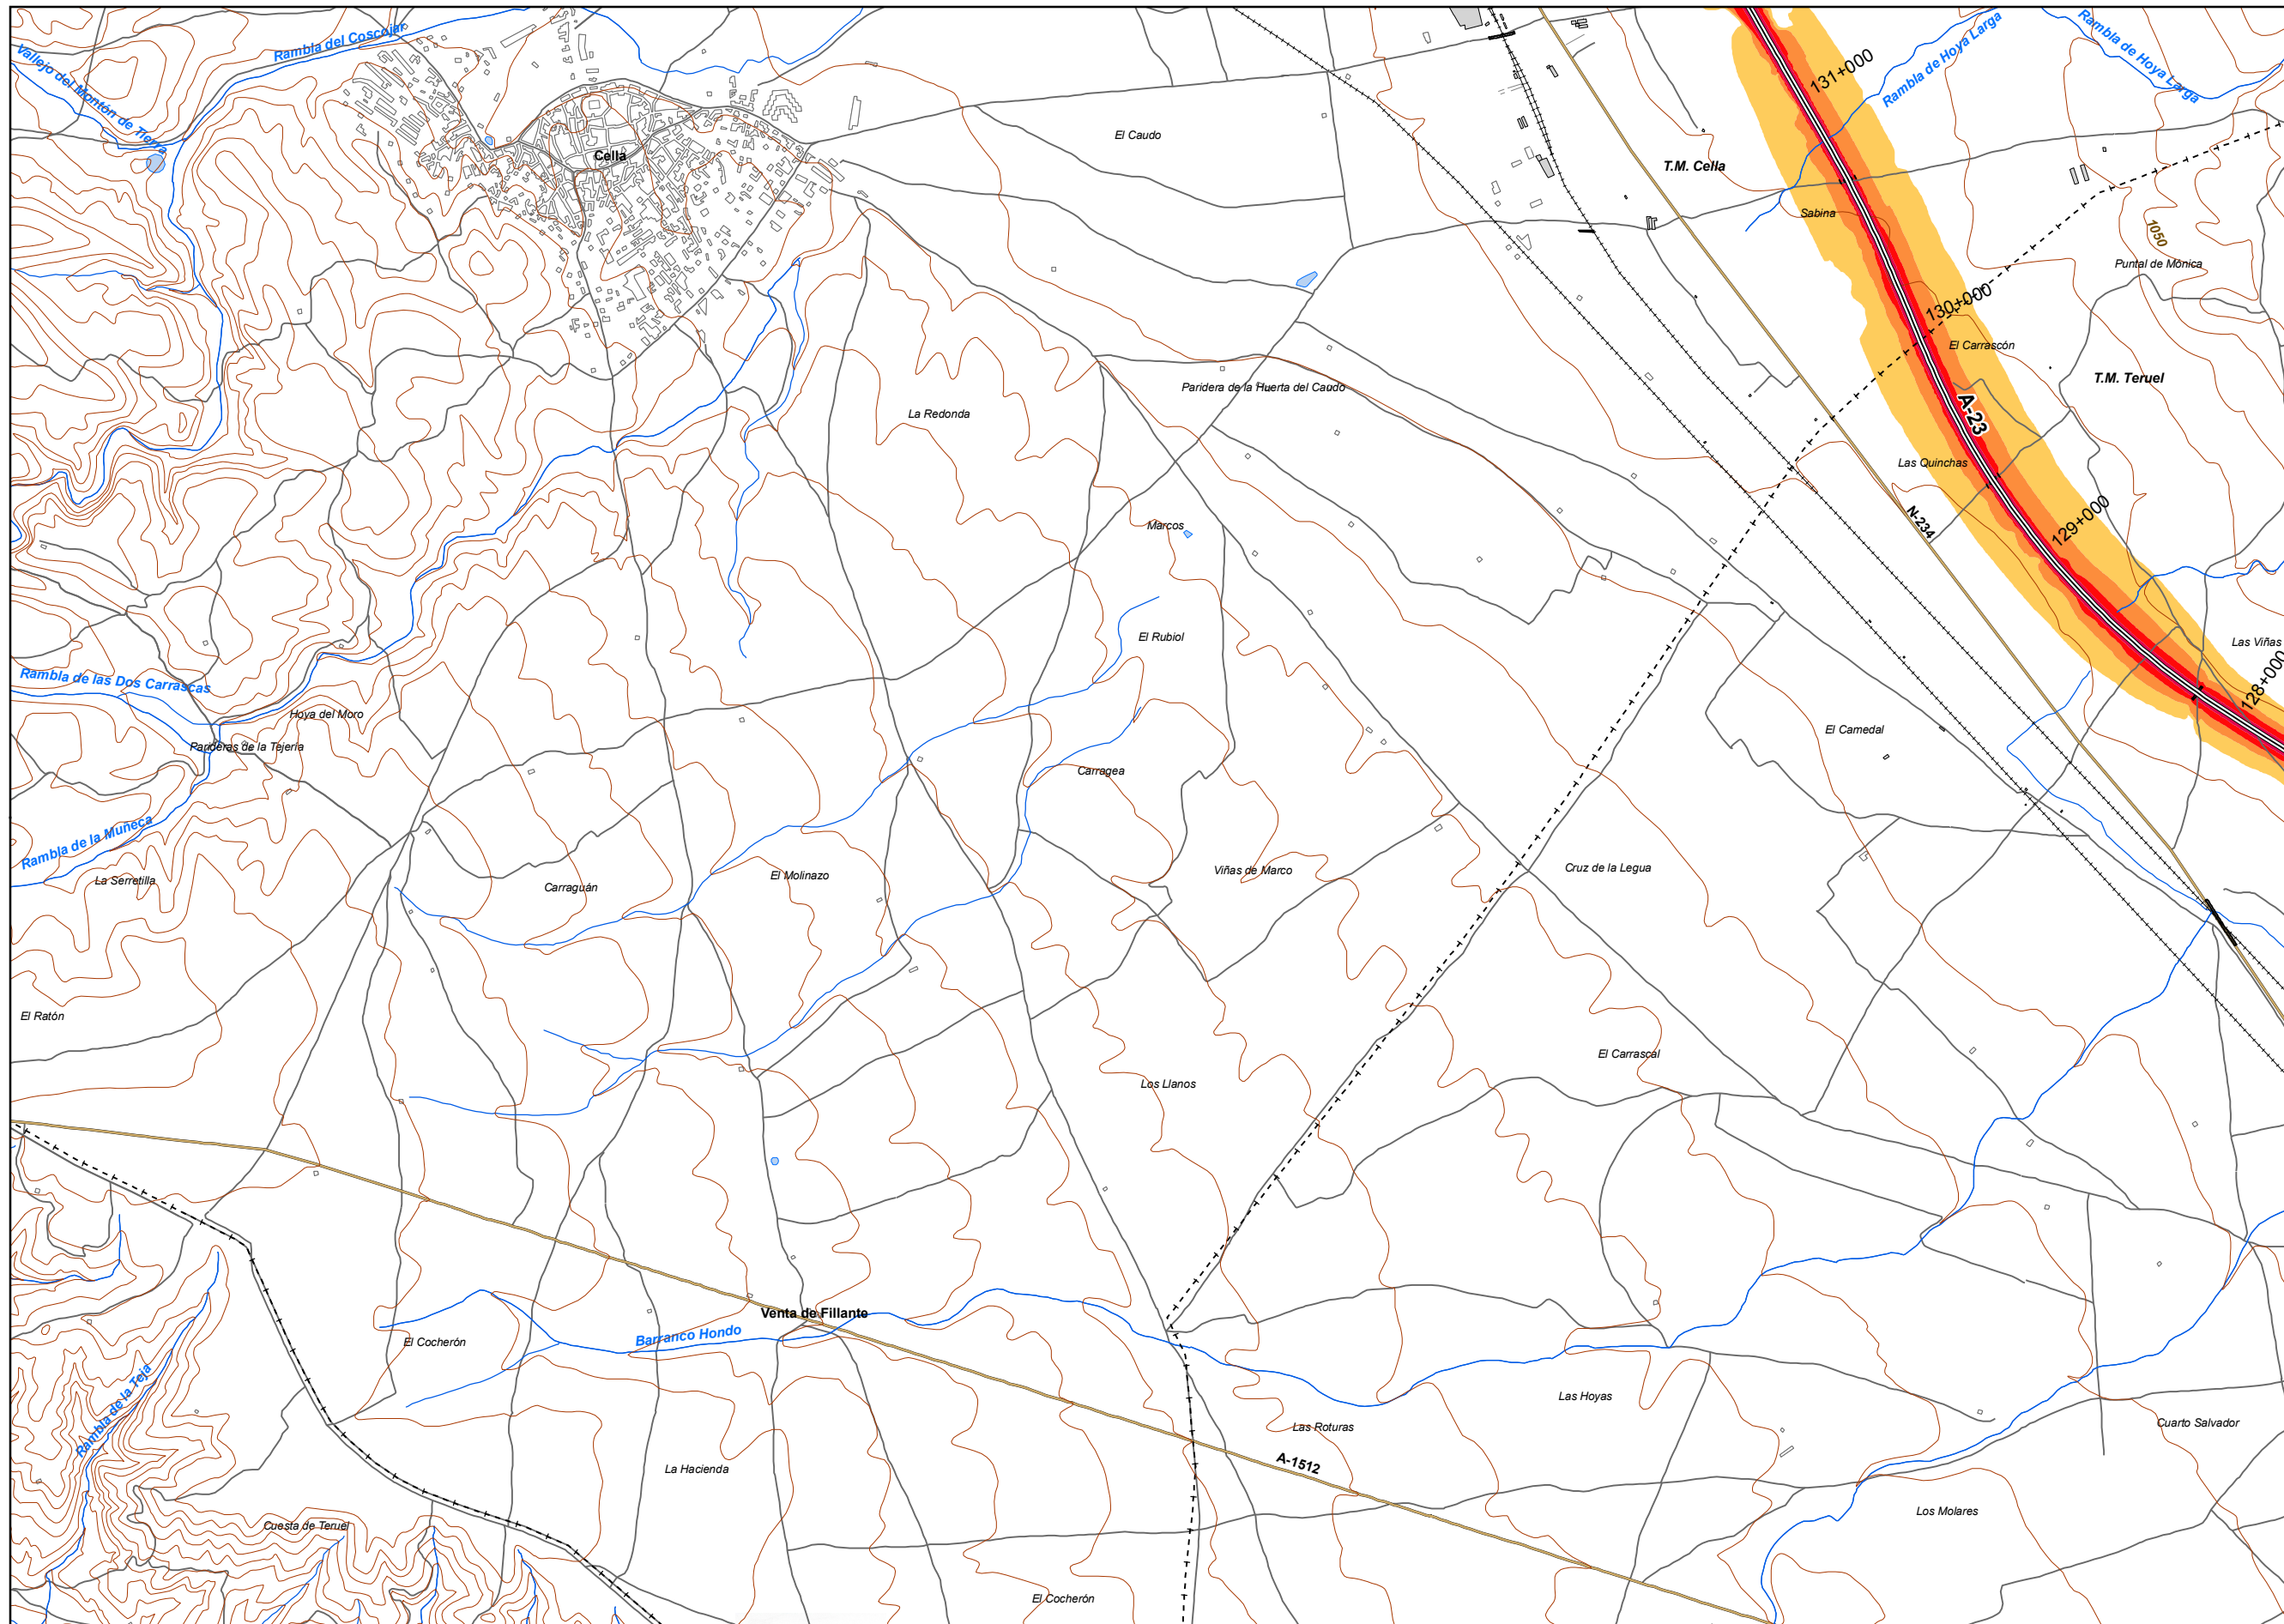 Rambla del Coscojar
Vallejo del Montón de Tierra
Rambla de Hoya Larga
Rambla de Hoya Larga
131+000
El Caudo
Cella
T.M. Cella
Sabina
1050
Puntal de Mònica
130+000
El Carrascón
T.M. Teruel
Paridera de la Huerta del Caudo
La Redonda
A-23
Las Quinchas
N-234
129+000
Marcos
El Rubiol
Las Viñas
128+000
Rambla de las Dos Carrascas
Hoya del Moro
Parideras de la Tejería
El Camedal
Carragea
Rambla de la Muñeca
La Serretilla
Carraguán
El Molinazo
Viñas de Marco
Cruz de la Legua
El Ratón
El Carrascal
Los Llanos
Venta de Fillante
Barranco Hondo
El Cocherón
Rambla de la Teja
Las Hoyas
Las Roturas
Cuarto Salvador
A-1512
La Hacienda
Los Molares
Cuesta de Teruel
El Cocherón